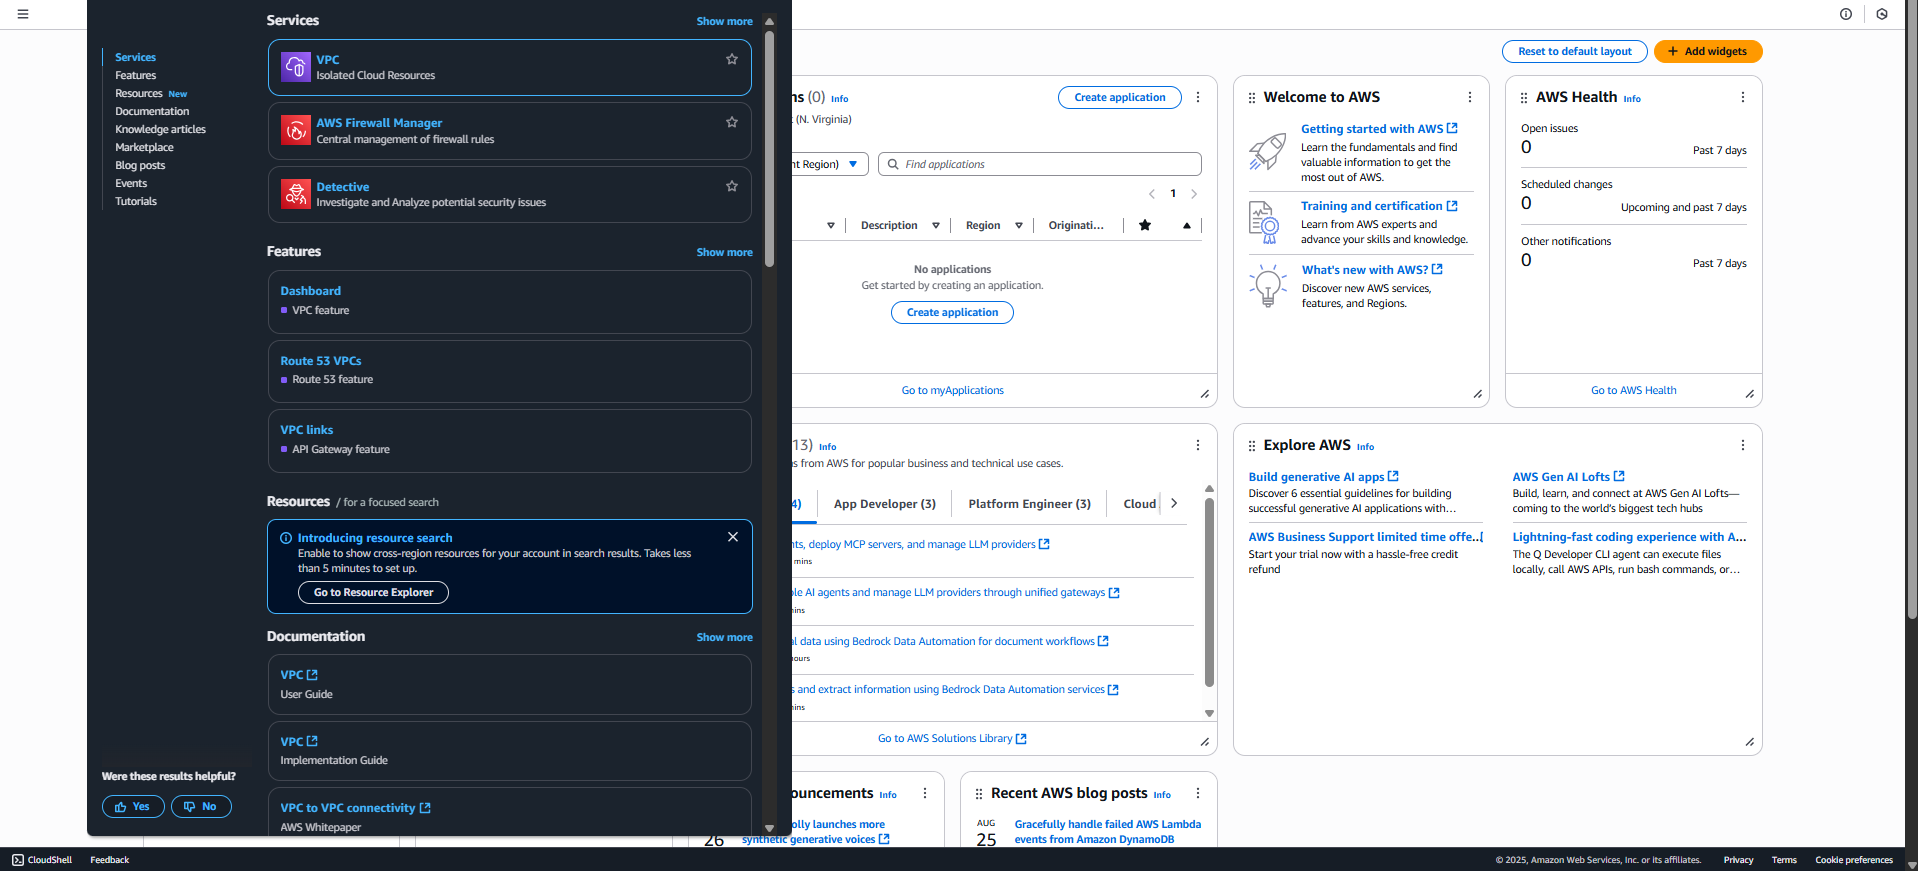 Services
Features
Resources New
Documentation
Knowledge articles
Marketplace
Blog posts
Events
Tutorials
Were these results helpful?
Yes
No
Services
Show more
VPC
Isolated Cloud Resources
AWS Firewall Manager
Central management of firewall rules
Detective
Investigate and Analyze potential security issues
Features
Show more
Dashboard
VPC feature
Route 53 VPCs
Route 53 feature
VPC links
API Gateway feature
Resources / for a focused search
Introducing resource search
Enable to show cross-region resources for your account in search results. Takes less
than 5 minutes to set up.
Go to Resource Explorer
Documentation
Show more
VPC
User Guide
VPC
Implementation Guide
VPC to VPC connectivity
AWS Whitepaper
Reset to default layout
+ Add widgets
(0) Info
Create application
(N. Virginia)
Region)
Find applications
1
Description
Region
Originati...
No applications
Get started by creating an application.
Create application
Go to myApplications
Welcome to AWS
Getting started with AWS
Learn the fundamentals and find
valuable information to get the
most out of AWS.
Training and certification
Learn from AWS experts and
advance your skills and knowledge.
What's new with AWS?
Discover new AWS services,
features, and Regions.
AWS Health Info
Open issues
0
Past 7 days
Scheduled changes
0
Upcoming and past 7 days
Other notifications
0
Past 7 days
Go to AWS Health
13) Info
from AWS for popular business and technical use cases.
4)
App Developer (3)
Platform Engineer (3)
Cloud
deploy MCP servers, and manage LLM providers
mins
AI agents and manage LLM providers through unified gateways
data using Bedrock Data Automation for document workflows
and extract information using Bedrock Data Automation services
Go to AWS Solutions Library
Explore AWS Info
Build generative AI apps
Discover 6 essential guidelines for building
successful generative AI applications with...
AWS Gen AI Lofts
Build, learn, and connect at AWS Gen AI Lofts—
coming to the world's biggest tech hubs
AWS Business Support limited time offe...
Start your trial now with a hassle-free credit
refund
Lightning-fast coding experience with A...
The Q Developer CLI agent can execute files
locally, call AWS APIs, run bash commands, or...
ouncements Info
26
olly launches more
synthetic generative voices
Recent AWS blog posts Info
AUG
25
Gracefully handle failed AWS Lambda
events from Amazon DynamoDB
CloudShell
Feedback
© 2025, Amazon Web Services, Inc. or its affiliates.
Privacy
Terms
Cookie preferences